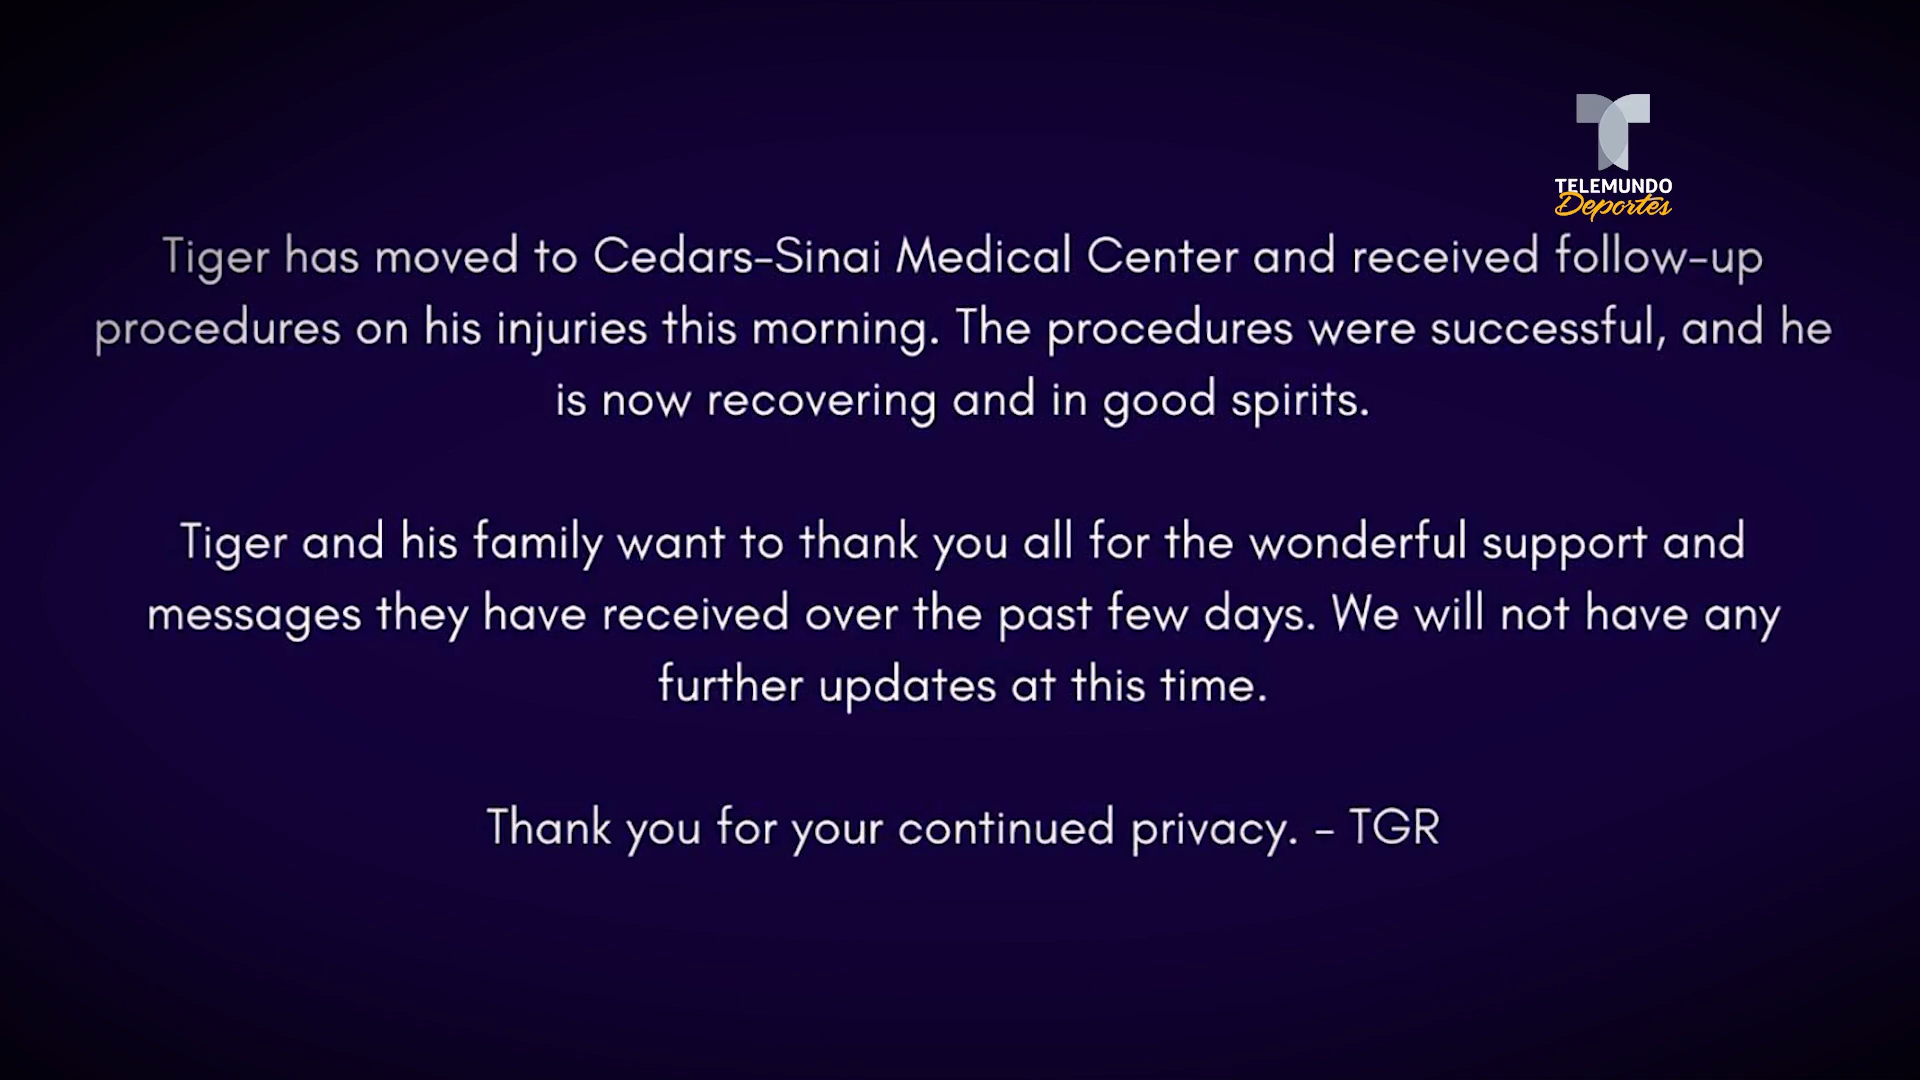 TELEMUNDO
Deportes
Tiger has moved to Cedars-Sinai Medical Center and received follow-up
procedures on his injuries this morning. The procedures were successful, and he
is now recovering and in good spirits.
Tiger and his family want to thank you all for the wonderful support and
messages they have received over the past few days. We will not have any
further updates at this time.
Thank you for your continued privacy. - TGR